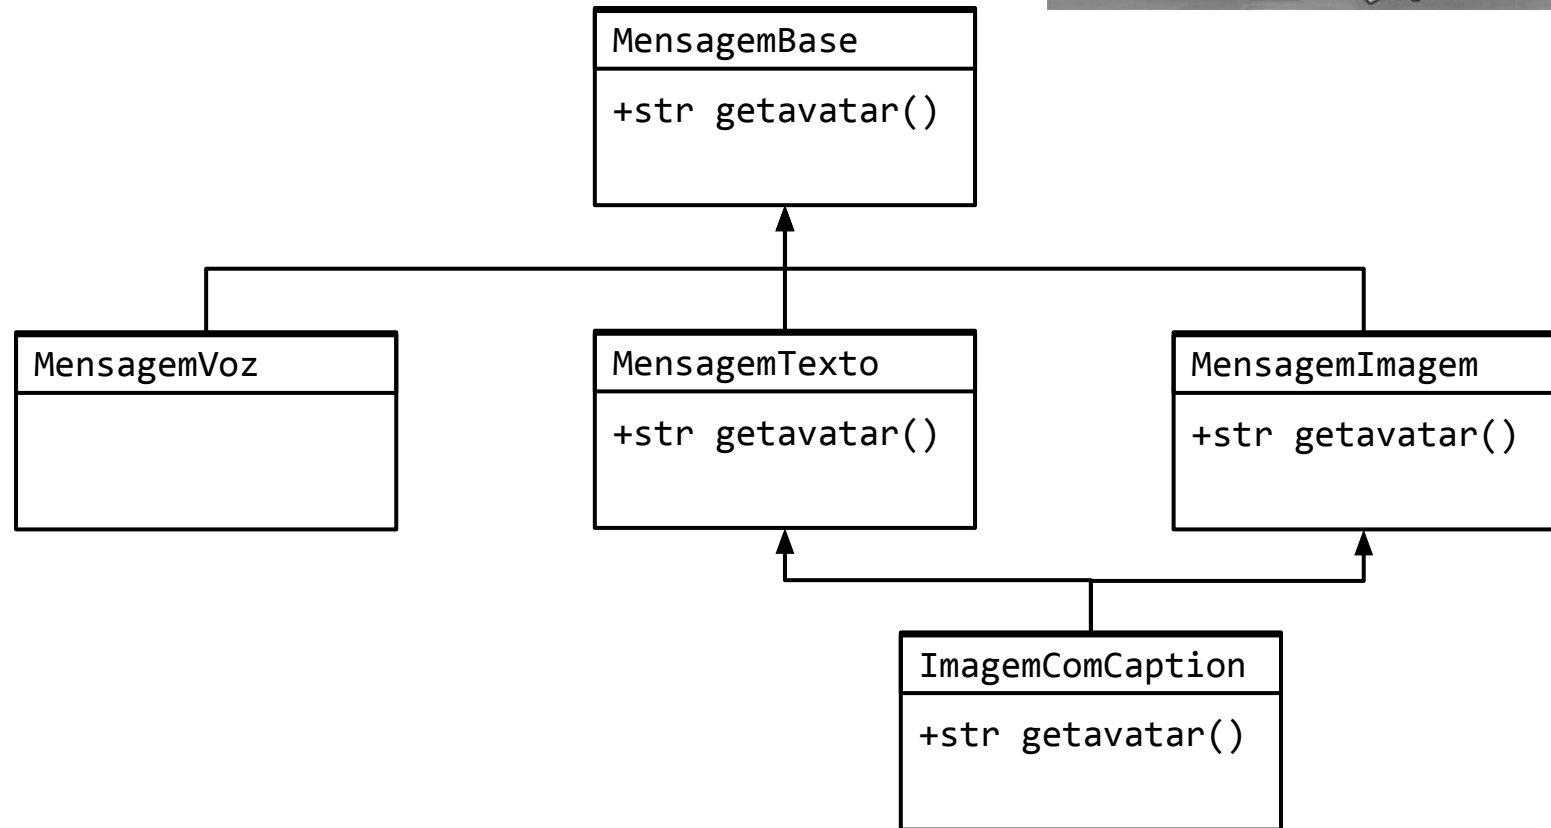 MensagemBase
+str getavatar()
MensagemVoz
MensagemTexto
+str getavatar()
MensagemImagem
+str getavatar()
ImagemComCaption
+str getavatar()